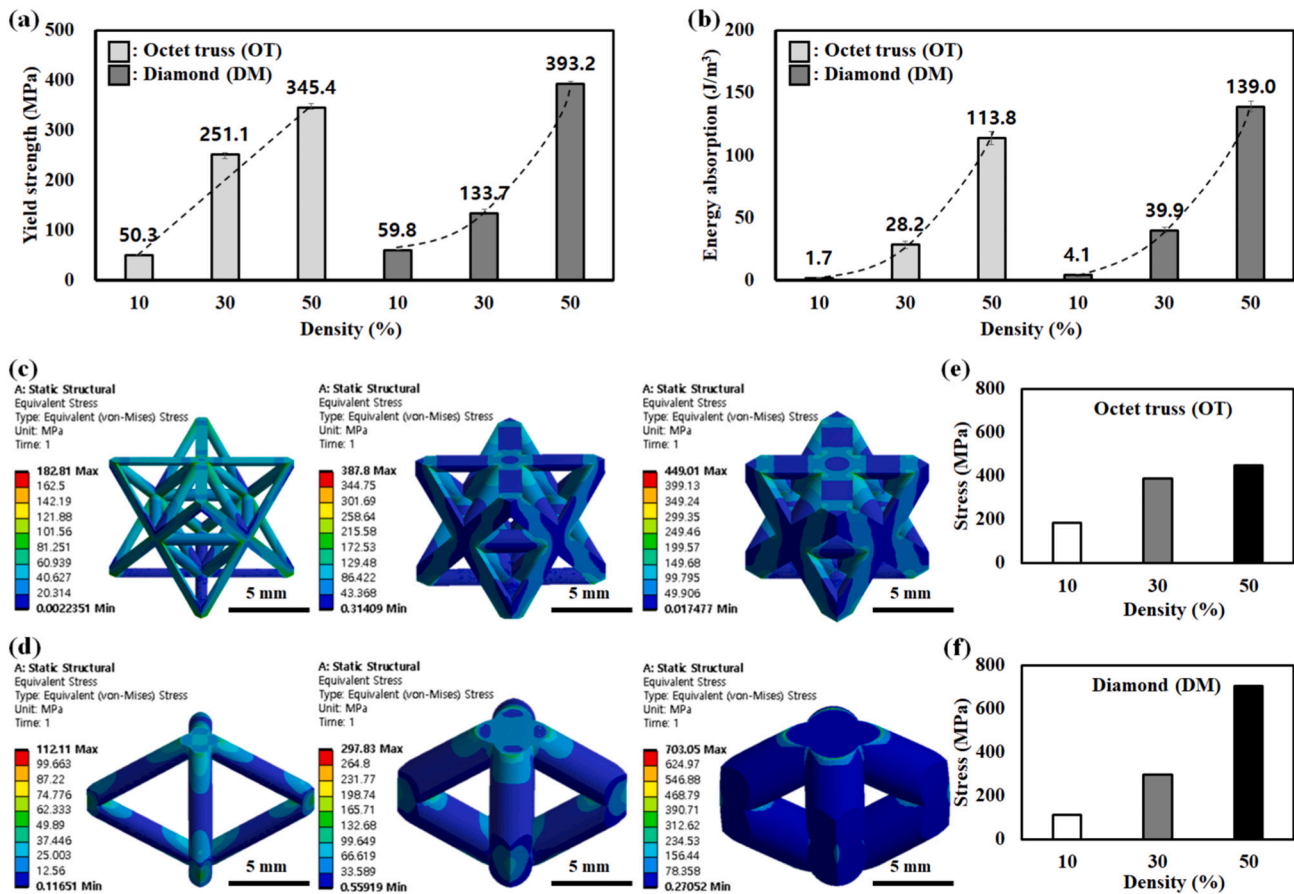 (a)
500
400
300
200
100
0
Yield strength (MPa)
: Octet truss (OT)
: Diamond (DM)
50.3
251.1
345.4
59.8
133.7
393.2
10 30 50 10 30 50
Density (%)
(b)
200
150
100
50
0
Energy absorption (J/m³)
: Octet truss (OT)
: Diamond (DM)
1.7
28.2
113.8
4.1
39.9
139.0
10 30 50 10 30 50
Density (%)
(c)
A: Static Structural
Equivalent Stress
Type: Equivalent (von-Mises) Stress
Unit: MPa
Time: 1
182.81 Max
162.5
142.19
121.88
101.56
81.251
60.939
40.627
20.314
0.0022351 Min
5 mm
A: Static Structural
Equivalent Stress
Type: Equivalent (von-Mises) Stress
Unit: MPa
Time: 1
387.8 Max
344.75
301.69
258.64
215.58
172.53
129.48
86.422
43.368
0.31409 Min
5 mm
A: Static Structural
Equivalent Stress
Type: Equivalent (von-Mises) Stress
Unit: MPa
Time: 1
449.01 Max
399.13
349.24
299.35
249.46
199.57
149.68
99.795
49.906
0.017477 Min
5 mm
(e)
800
600
400
200
0
Stress (MPa)
Octet truss (OT)
10 30 50
Density (%)
(d)
A: Static Structural
Equivalent Stress
Type: Equivalent (von-Mises) Stress
Unit: MPa
Time: 1
112.11 Max
99.663
87.22
74.776
62.333
49.89
37.446
25.003
12.56
0.11651 Min
5 mm
A: Static Structural
Equivalent Stress
Type: Equivalent (von-Mises) Stress
Unit: MPa
Time: 1
297.83 Max
264.8
231.77
198.74
165.71
132.68
99.649
66.619
33.589
0.55919 Min
5 mm
A: Static Structural
Equivalent Stress
Type: Equivalent (von-Mises) Stress
Unit: MPa
Time: 1
703.05 Max
624.97
546.88
468.79
390.71
312.62
234.53
156.44
78.358
0.27052 Min
5 mm
(f)
800
600
400
200
0
Stress (MPa)
Diamond (DM)
10 30 50
Density (%)